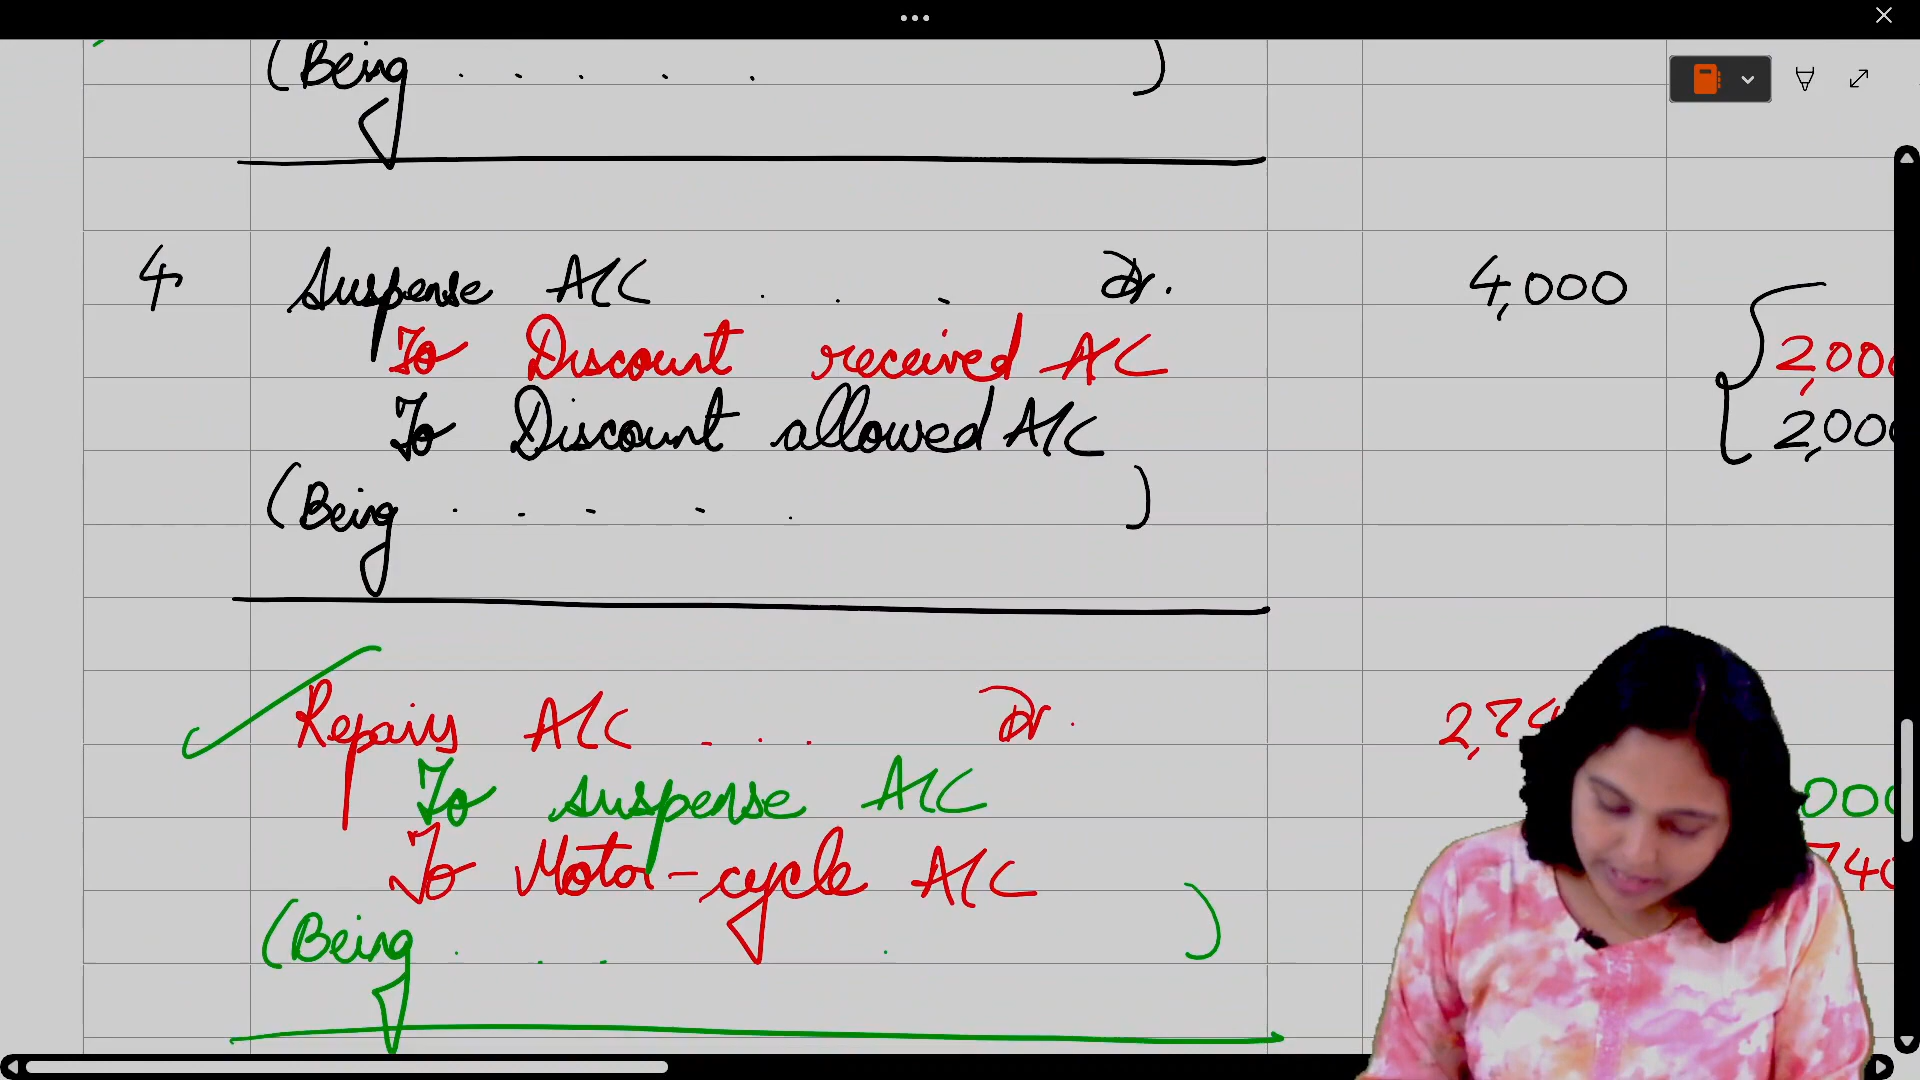 (Being . . . . . )
4 Suspense A/C . . . Dr. 4,000
To Discount received A/C 2,000
To Discount allowed A/C 2,000
(Being . . . . . )
Repairs A/C . . . Dr.
To suspense A/C
To Motor-cycle A/C
(Being . . . . )